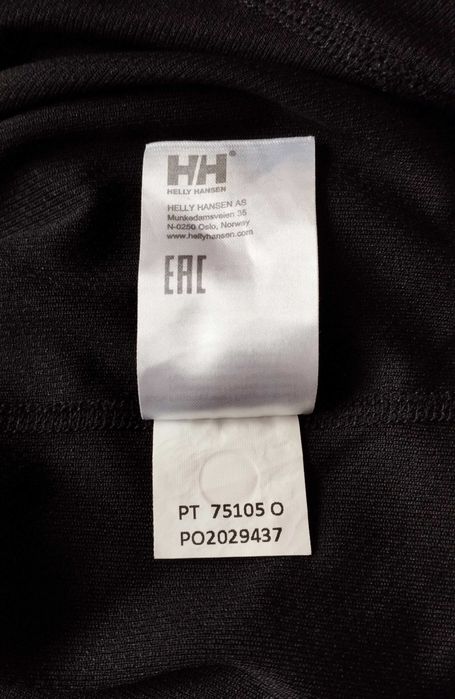 HH®
HELLY HANSEN
HELLY HANSEN AS
Munkedamsveien 35
N-0250 Oslo, Norway
www.hellyhansen.com
EAC
PT 75105 O
PO2029437